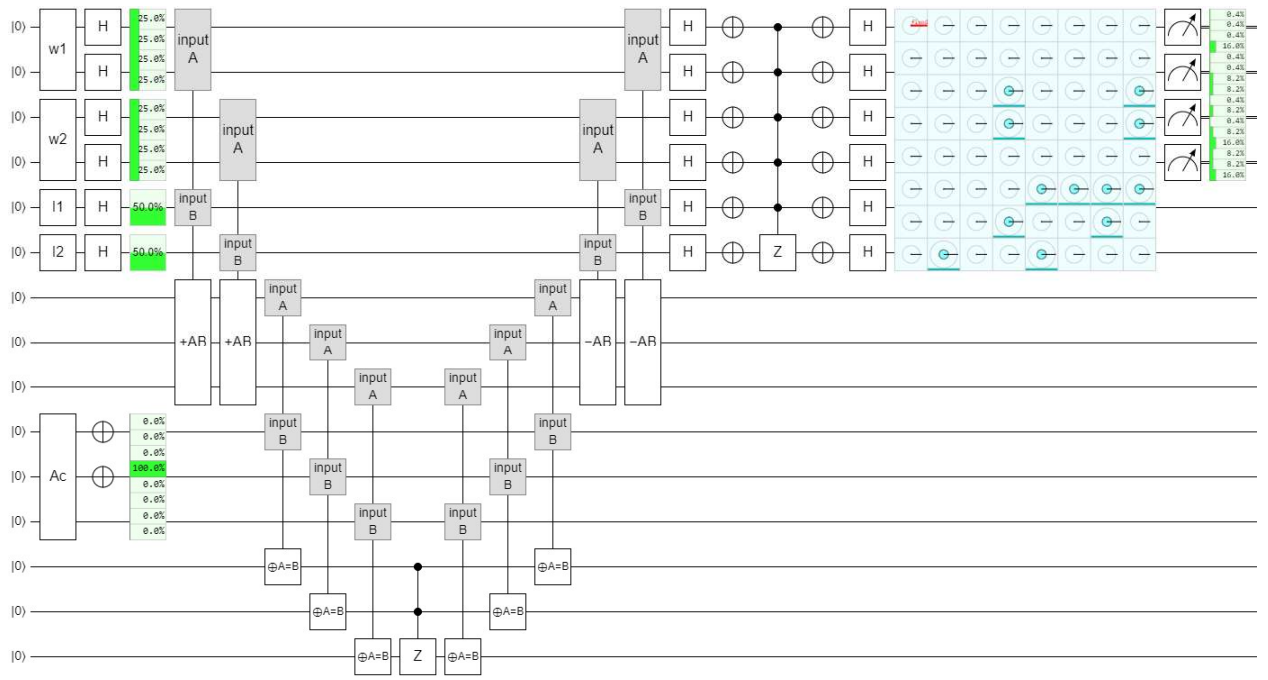 |0⟩ H 25.0% H H 0.4%
25.0% 0.4%
w1 input A input A 0.4%
25.0% 16.0%
|0⟩ H 25.0% H H 0.4%
0.4%
8.2%
|0⟩ H 25.0% H H 8.2%
25.0% 0.4%
w2 input A input A 8.2%
25.0% 0.4%
|0⟩ H 25.0% H H 8.2%
16.0%
8.2%
8.2%
16.0%
|0⟩ I1 H 50.0% input B input B H H
|0⟩ I2 H 50.0% input B input B H Z H
|0⟩ input A input A
|0⟩ +AB +AB input A input A −AB −AB
|0⟩ input A input A
|0⟩ 0.0% input B input B
0.0%
0.0%
|0⟩ Ac 100.0% input B input B
0.0%
0.0%
|0⟩ 0.0% input B input B
0.0%
|0⟩ ⊕A=B ⊕A=B
|0⟩ ⊕A=B ⊕A=B
|0⟩ ⊕A=B Z ⊕A=B